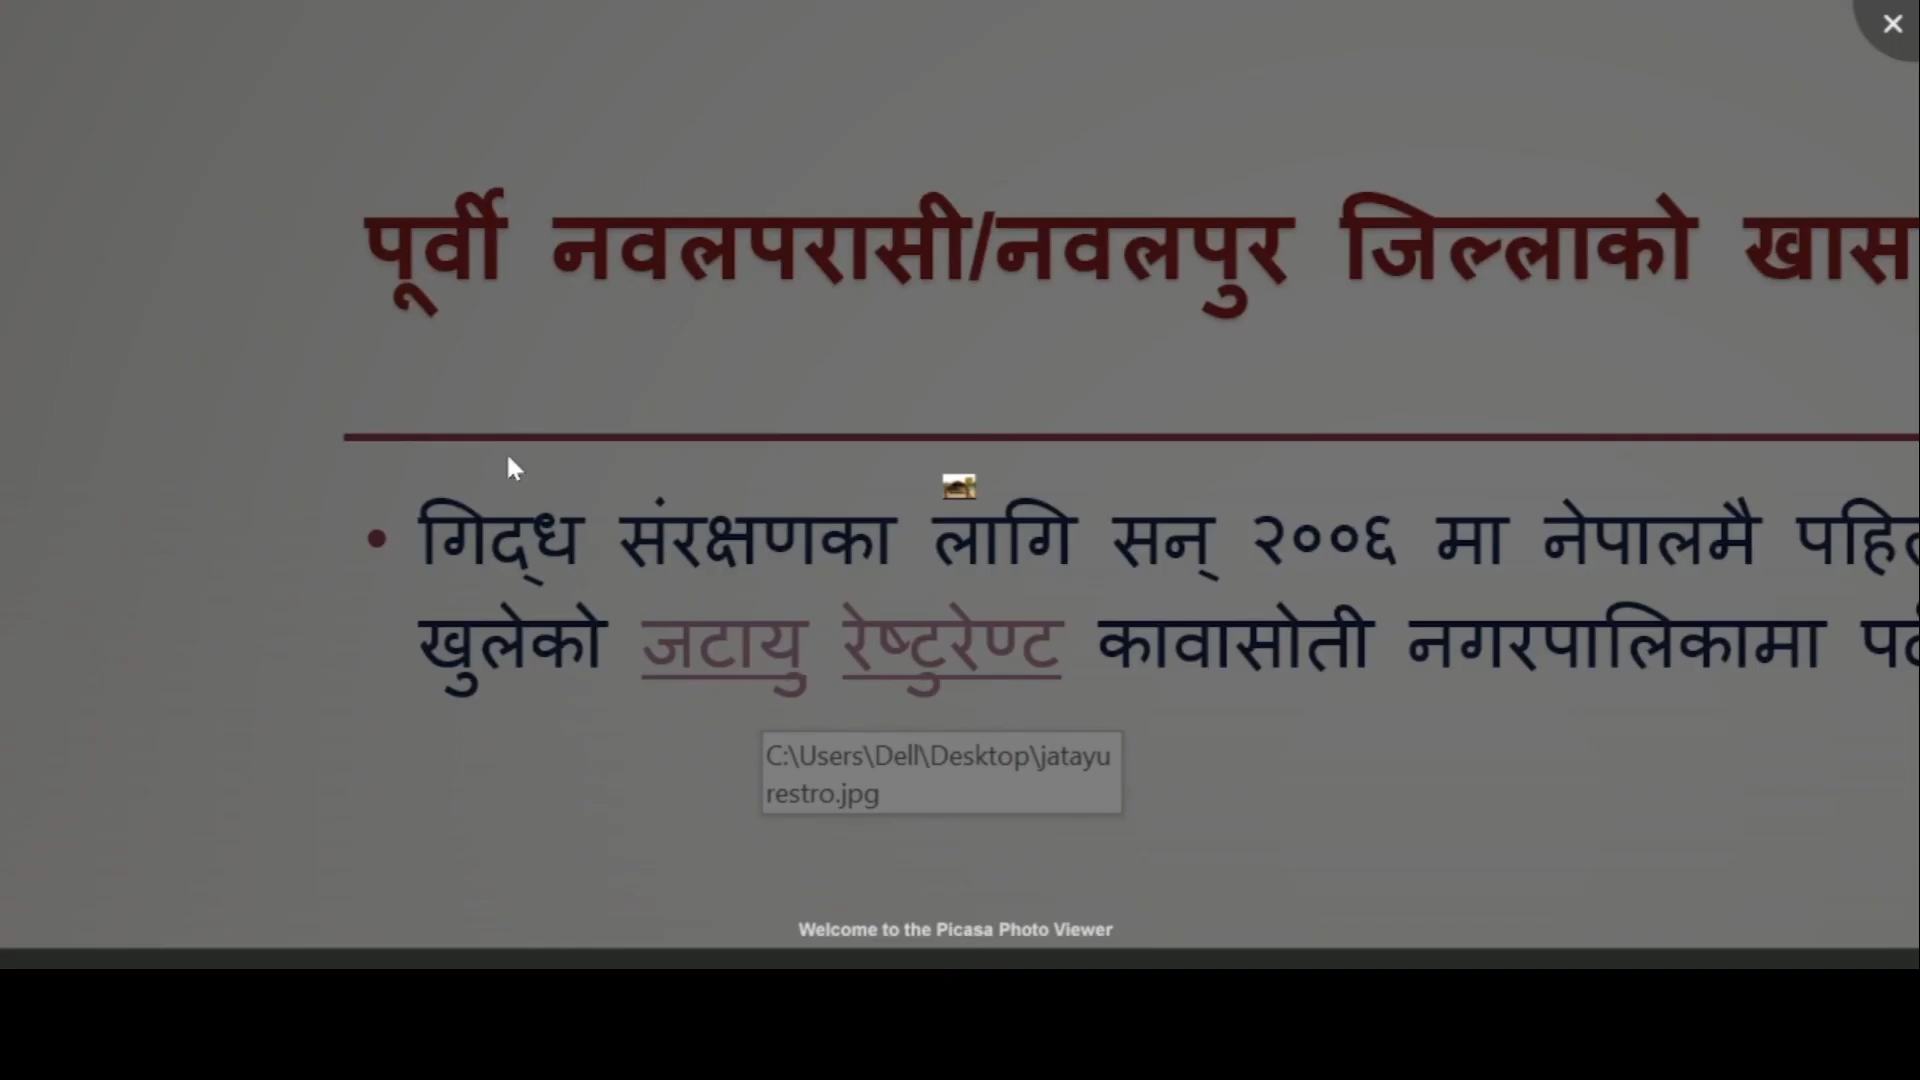 पूर्वी नवलपरासी/नवलपुर जिल्लाको खास
गिद्ध संरक्षणका लागि सन् २००६ मा नेपालमै
खुलेको जटायु रेष्टुरेण्ट कावासोती नगरपालिकामा
C:\Users\Dell\Desktop\jatayu
restro.jpg
Welcome to the Picasa Photo Viewer